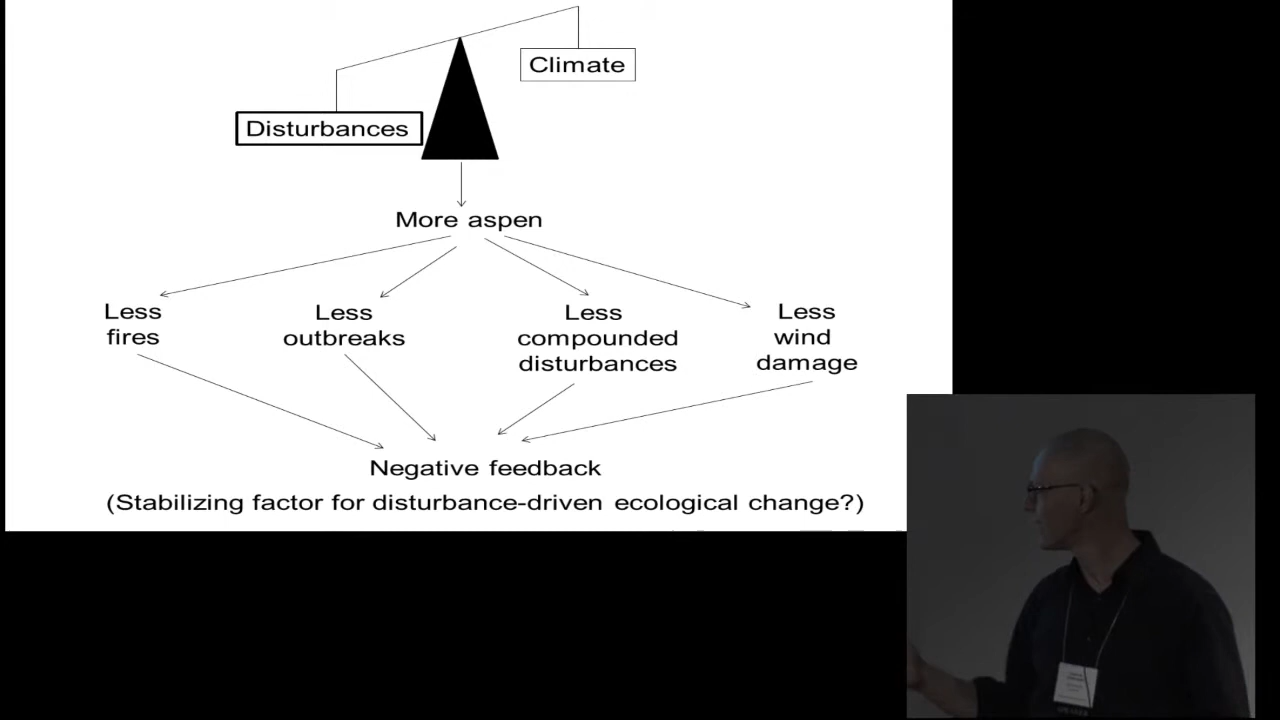 Climate
Disturbances
More aspen
Less
fires
Less
outbreaks
Less
compounded
disturbances
Less
wind
damage
Negative feedback
(Stabilizing factor for disturbance-driven ecological change?)
SPEAKER